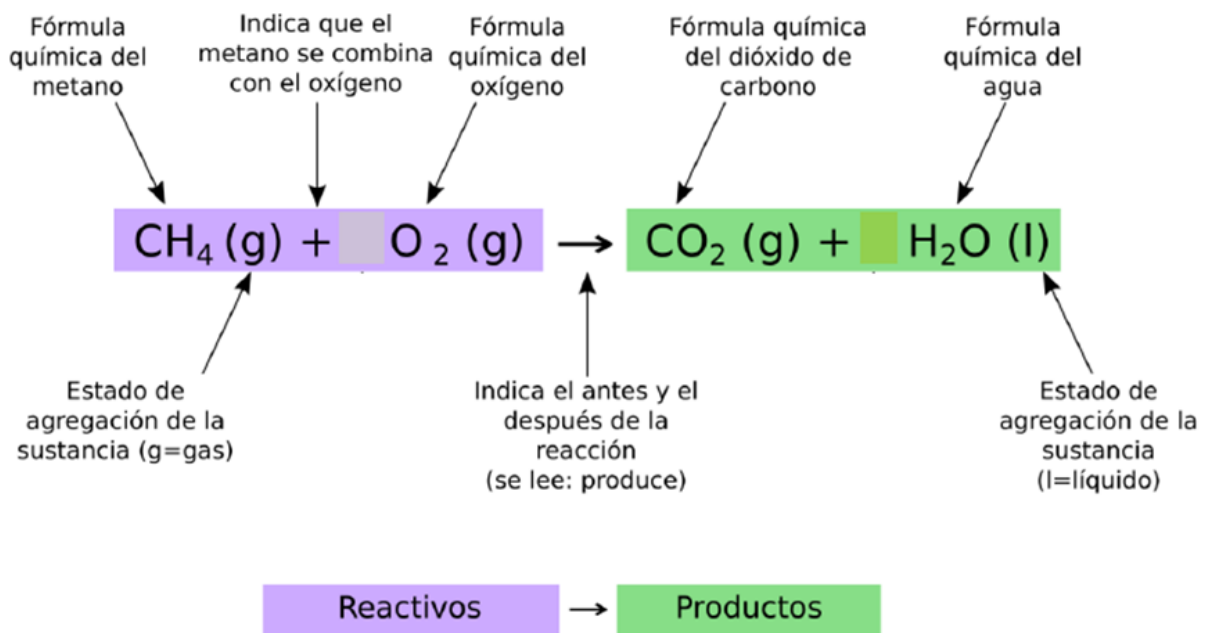 Fórmula
química del
metano
Indica que el
metano se combina
con el oxígeno
Fórmula
química del
oxígeno
Fórmula química
del dióxido de
carbono
Fórmula
química del
agua
CH₄ (g) + O ₂ (g) → CO₂ (g) + H₂O (l)
Estado de
agregación de la
sustancia (g=gas)
Indica el antes y el
después de la
reacción
(se lee: produce)
Estado de
agregación de la
sustancia
(l=líquido)
Reactivos → Productos